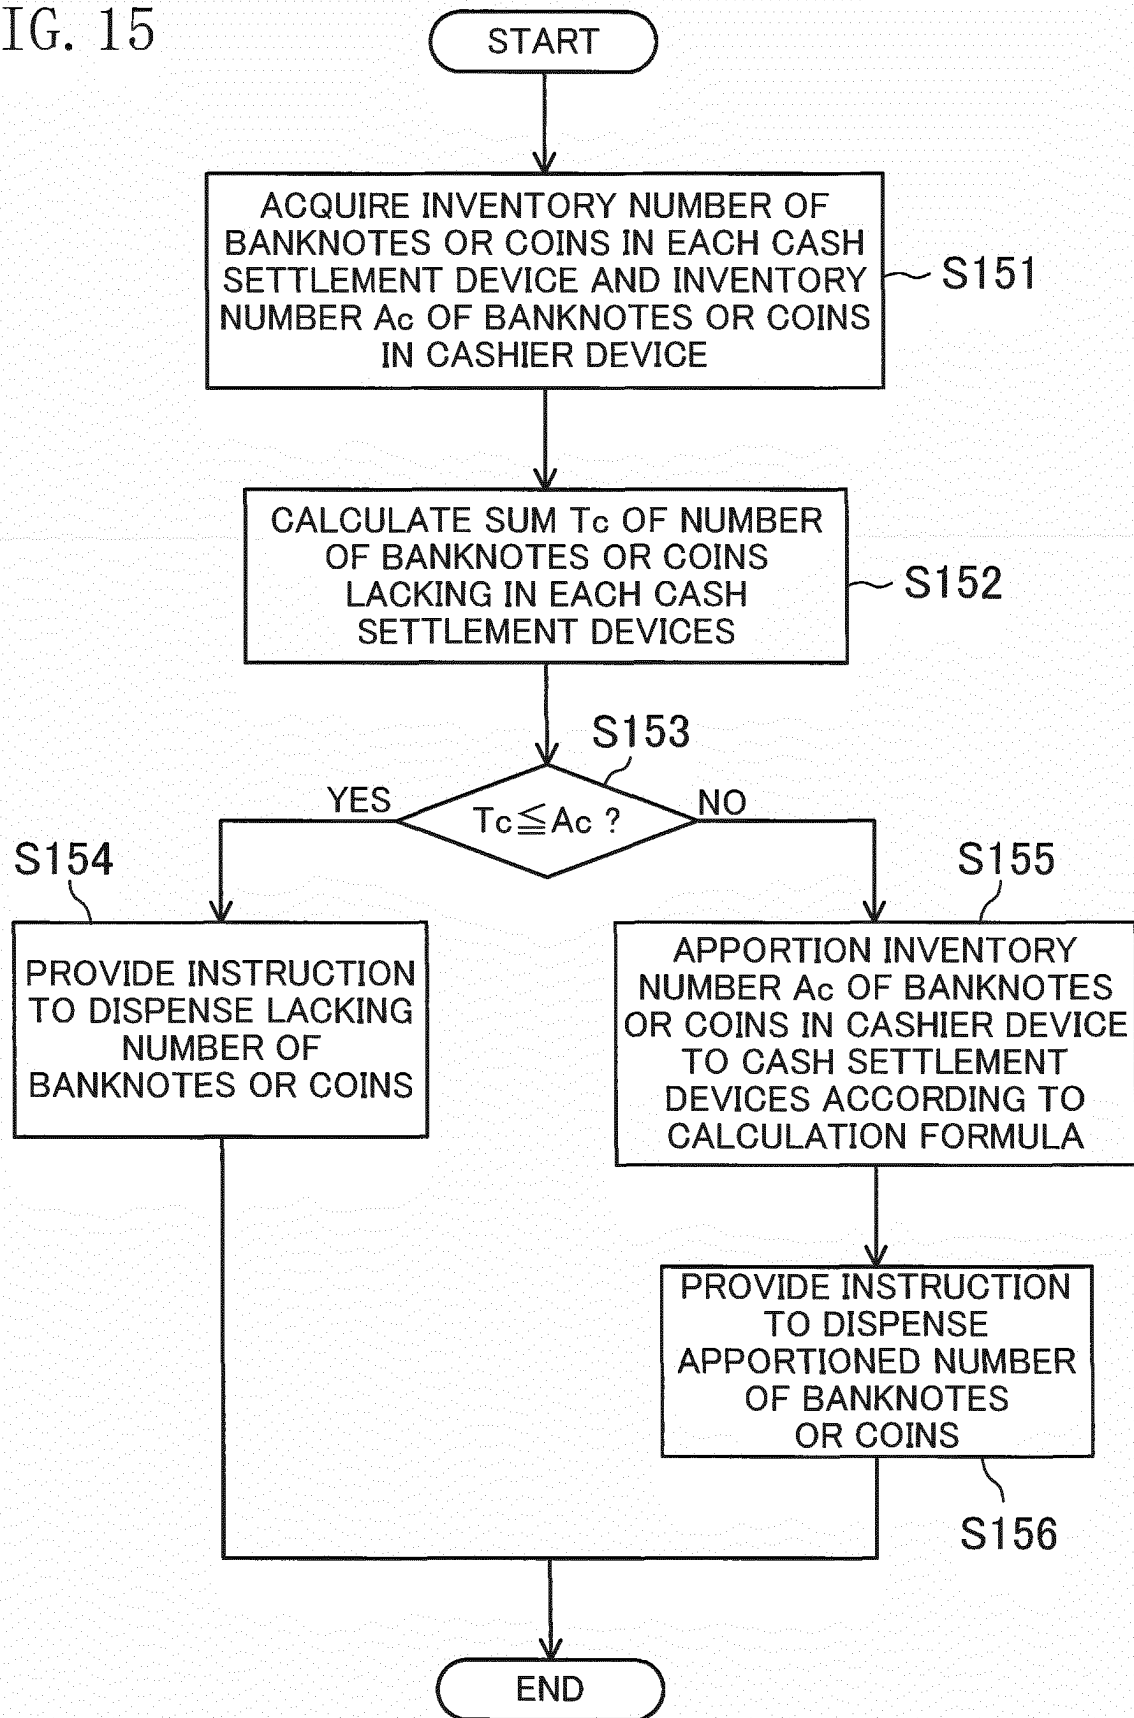 IG. 15
START
ACQUIRE INVENTORY NUMBER OF
BANKNOTES OR COINS IN EACH CASH
SETTLEMENT DEVICE AND INVENTORY
NUMBER Ac OF BANKNOTES OR COINS
IN CASHIER DEVICE
S151
CALCULATE SUM Tc OF NUMBER
OF BANKNOTES OR COINS
LACKING IN EACH CASH
SETTLEMENT DEVICES
S152
S153
Tc≦Ac ?
YES
NO
S154
PROVIDE INSTRUCTION
TO DISPENSE LACKING
NUMBER OF
BANKNOTES OR COINS
S155
APPORTION INVENTORY
NUMBER Ac OF BANKNOTES
OR COINS IN CASHIER DEVICE
TO CASH SETTLEMENT
DEVICES ACCORDING TO
CALCULATION FORMULA
PROVIDE INSTRUCTION
TO DISPENSE
APPORTIONED NUMBER
OF BANKNOTES
OR COINS
S156
END